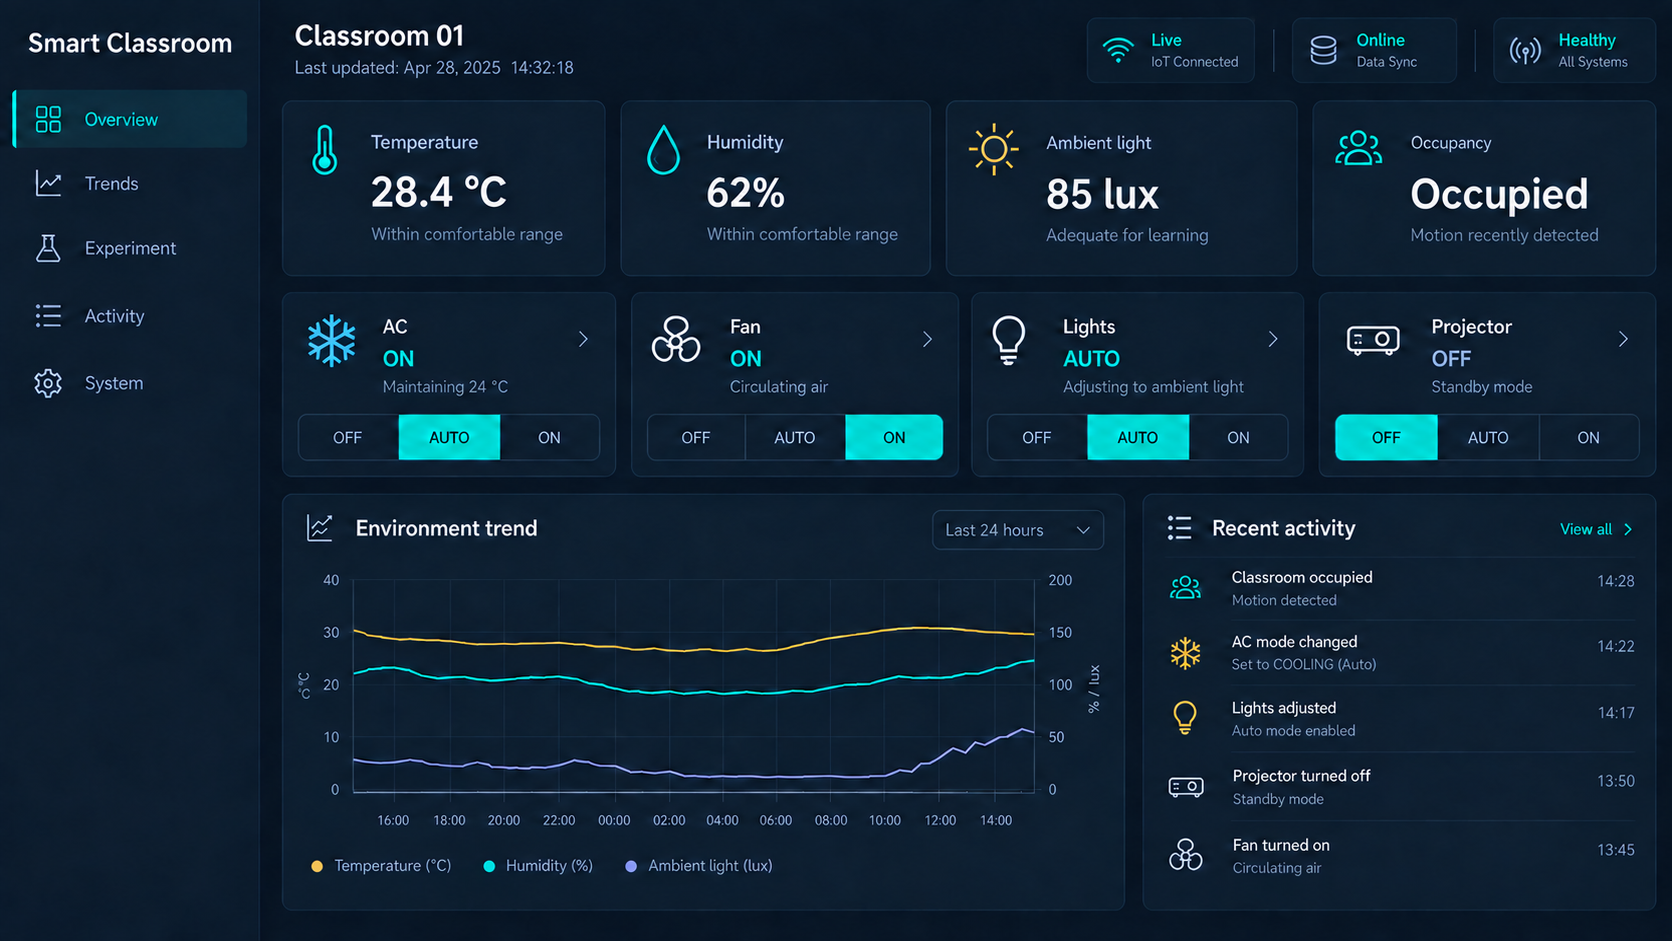 Smart Classroom
Overview
Trends
Experiment
Activity
System
Classroom 01
Last updated: Apr 28, 2025 14:32:18
Live
IoT Connected
Online
Data Sync
Healthy
All Systems
Temperature
28.4 °C
Within comfortable range
Humidity
62%
Within comfortable range
Ambient light
85 lux
Adequate for learning
Occupancy
Occupied
Motion recently detected
AC
ON
Maintaining 24 °C
OFF AUTO ON
Fan
ON
Circulating air
OFF AUTO ON
Lights
AUTO
Adjusting to ambient light
OFF AUTO ON
Projector
OFF
Standby mode
OFF AUTO ON
Environment trend
Last 24 hours
40
30
20
10
0
°C
200
150
100
50
0
% / lux
16:00 18:00 20:00 22:00 00:00 02:00 04:00 06:00 08:00 10:00 12:00 14:00
Temperature (°C) Humidity (%) Ambient light (lux)
Recent activity
View all
Classroom occupied 14:28
Motion detected
AC mode changed 14:22
Set to COOLING (Auto)
Lights adjusted 14:17
Auto mode enabled
Projector turned off 13:50
Standby mode
Fan turned on 13:45
Circulating air